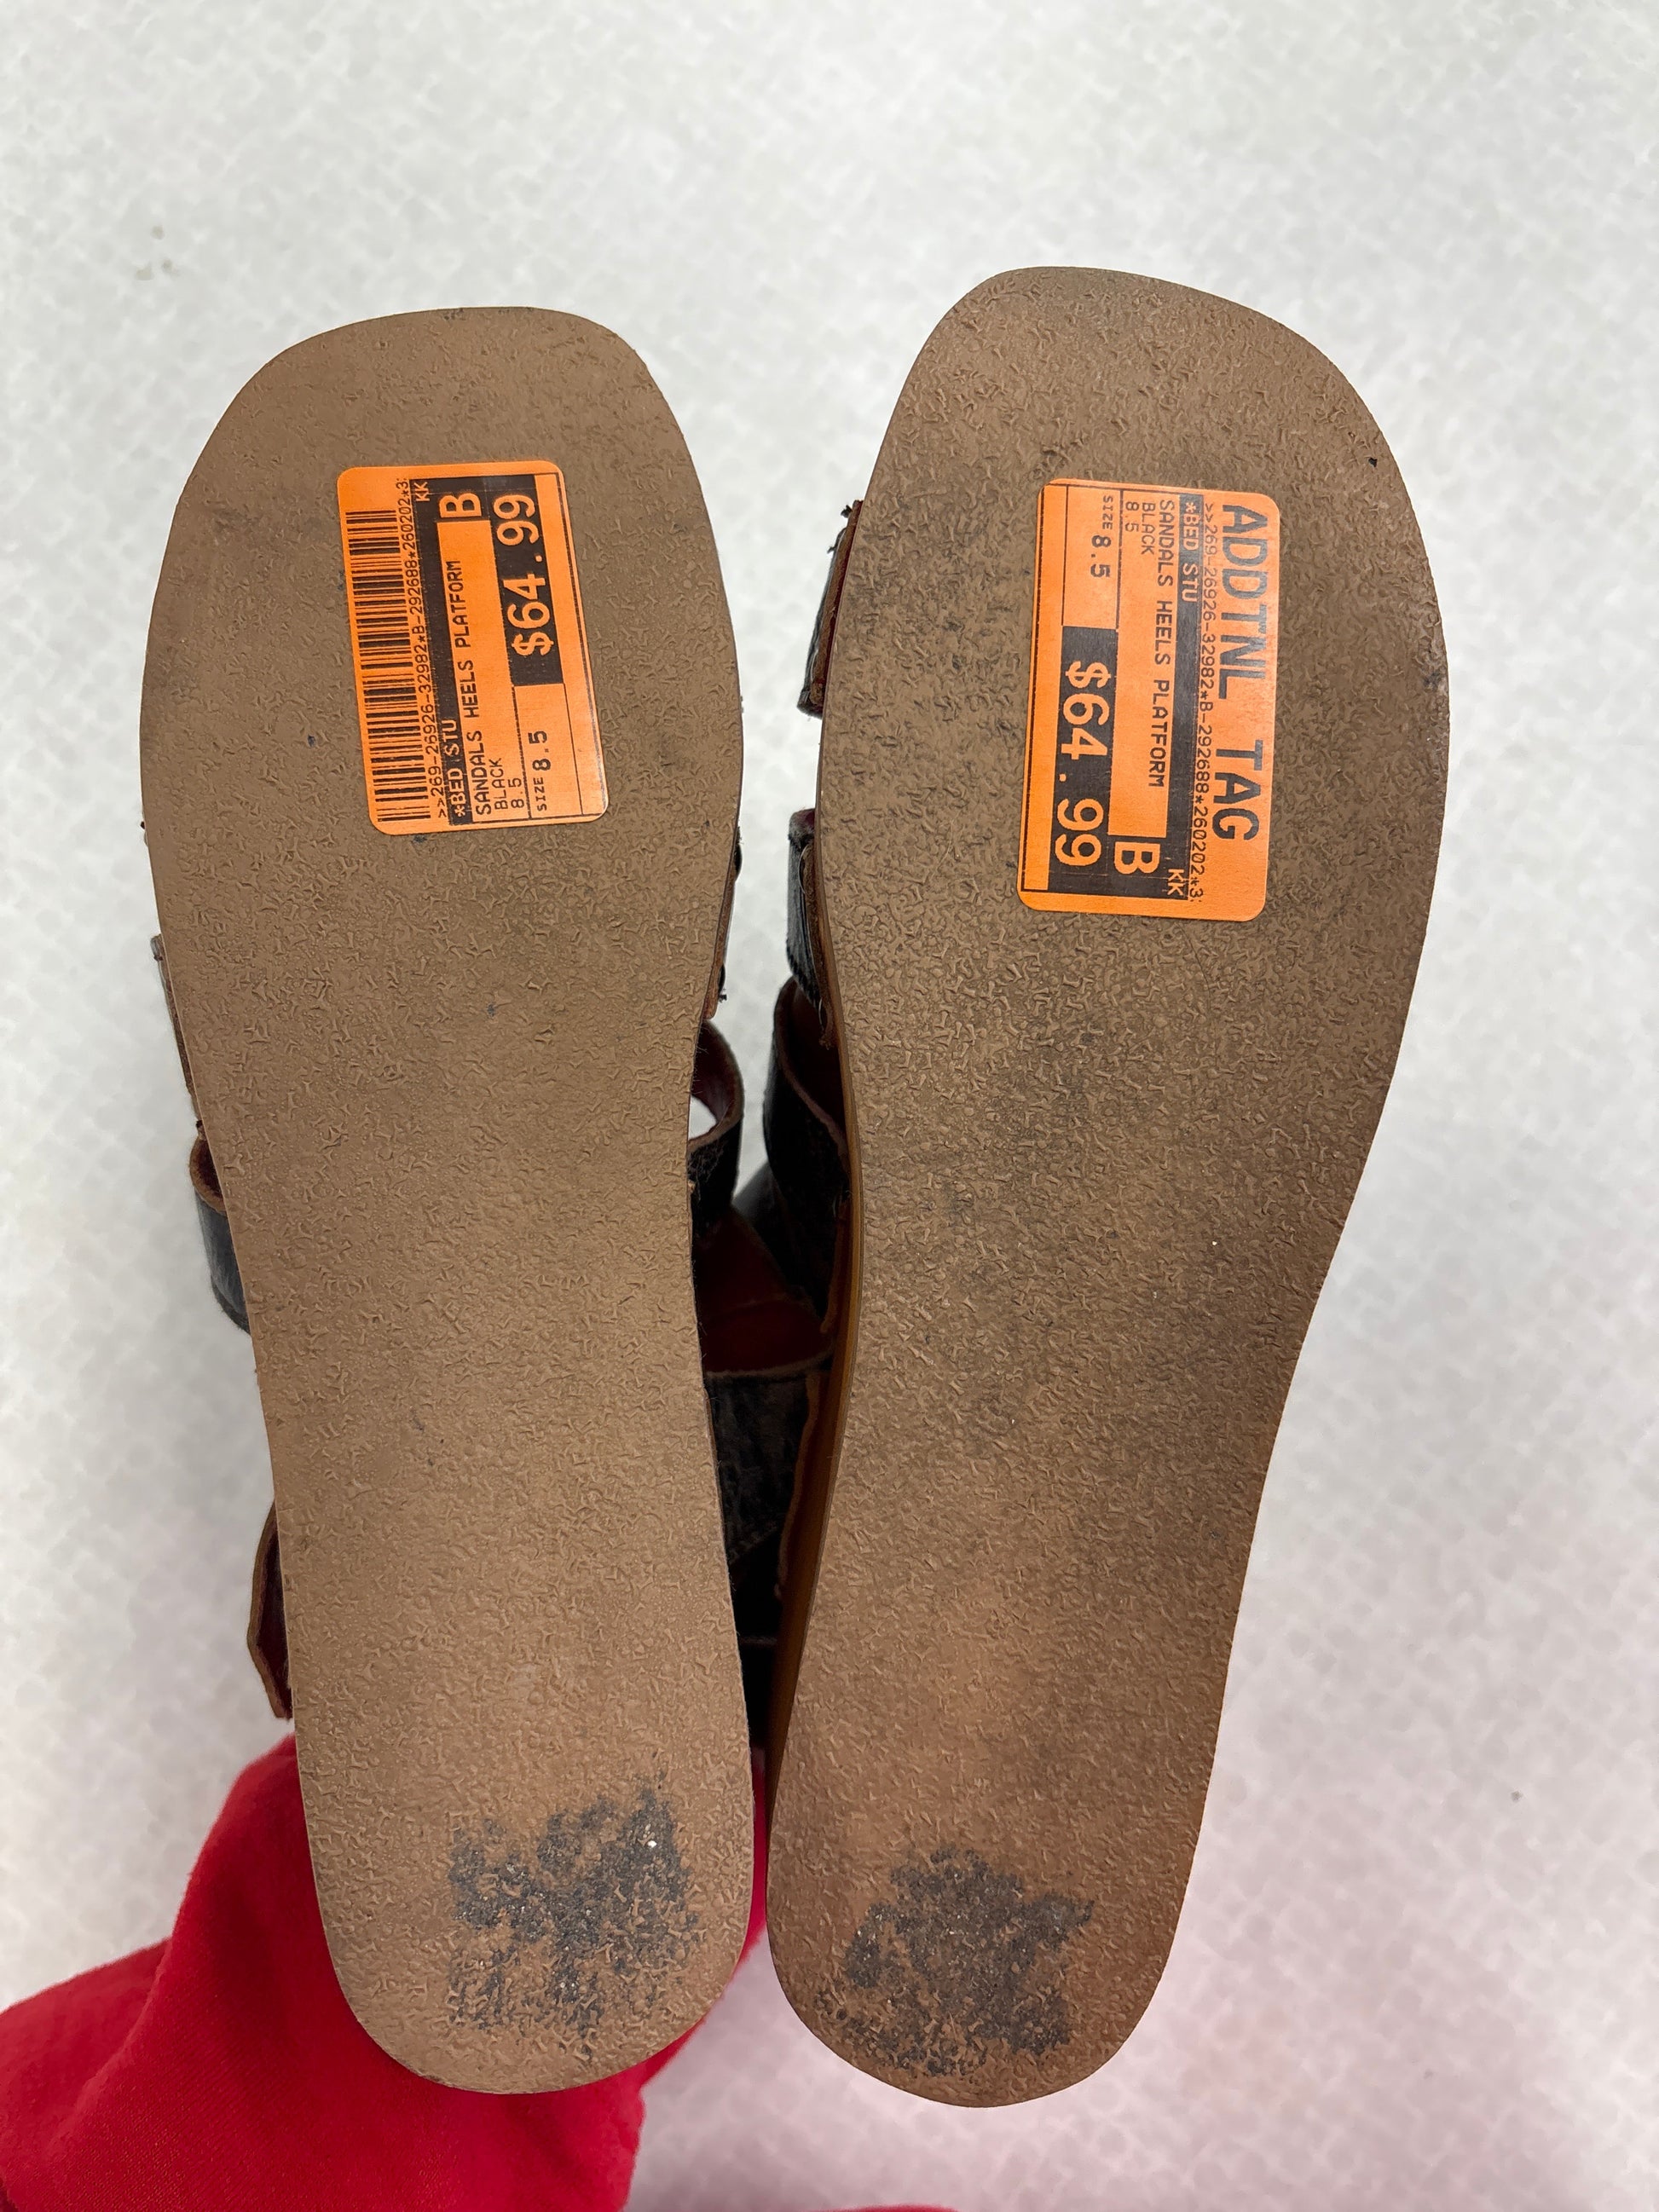 >>269-26926-32982*B-292688*260202*3:
*BED STU
KK
SANDALS HEELS PLATFORM
B
BLACK
8.5
SIZE 8.5
$64.99
ADDTNL TAG
>>269-26926-32982*B-292688*260202*3:
*BED STU
KK
SANDALS HEELS PLATFORM
BLACK
B
8.5
SIZE 8.5
$64.99